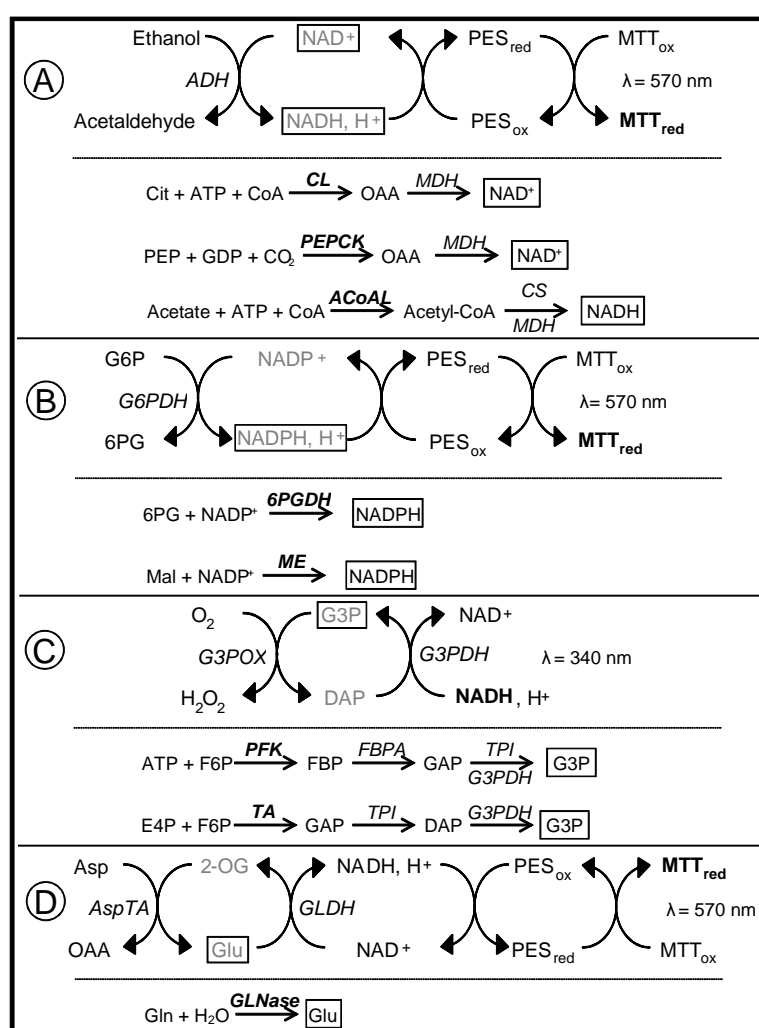 Ethanol NAD+ PESred MTTox
A ADH λ = 570 nm
Acetaldehyde NADH, H+ PESox MTTred
Cit + ATP + CoA CL OAA MDH NAD+
PEP + GDP + CO2 PEPCK OAA MDH NAD+
Acetate + ATP + CoA ACoAL Acetyl-CoA CS MDH NADH
G6P NADP + PESred MTTox
B G6PDH λ= 570 nm
6PG NADPH, H+ PESox MTTred
6PG + NADP+ 6PGDH NADPH
Mal + NADP+ ME NADPH
O2 G3P NAD+
C G3POX G3PDH λ = 340 nm
H2O2 DAP NADH, H+
ATP + F6P PFK FBP FBPA GAP TPI G3PDH G3P
E4P + F6P TA GAP TPI DAP G3PDH G3P
Asp 2-OG NADH, H+ PESox MTTred
D AspTA GLDH λ = 570 nm
OAA Glu NAD+ PESred MTTox
Gln + H2O GLNase Glu